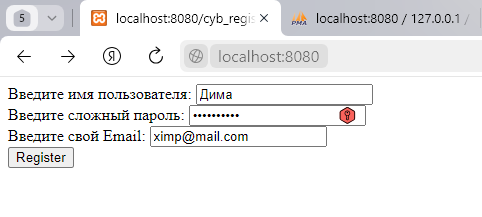 5
localhost:8080/cyb_regi
localhost:8080 / 127.0.0.1 /
localhost:8080
Введите имя пользователя: Дима
Введите сложный пароль: ••••••••••
Введите свой Email: ximp@mail.com
Register